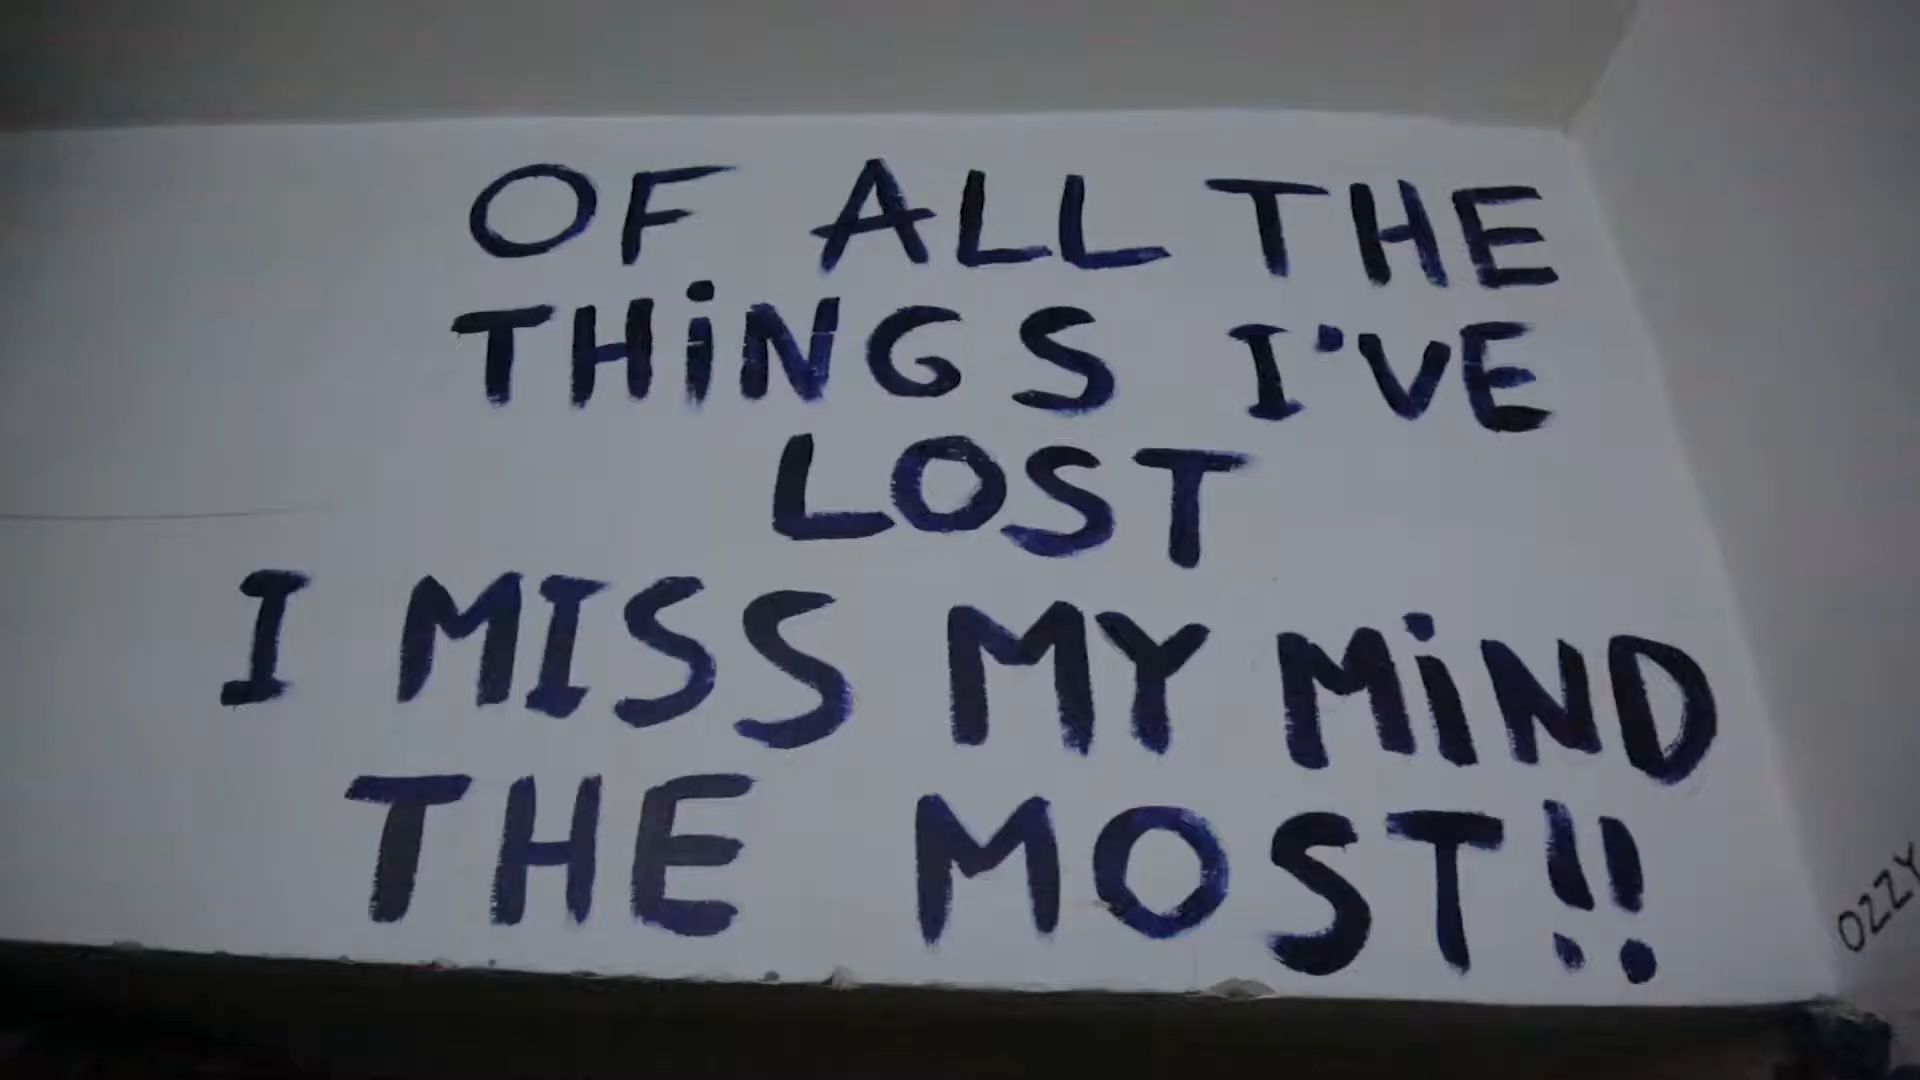 OF ALL THE
THiNGS I'VE
LOST
I MISS MY MiND
THE MOST!!
OZZY